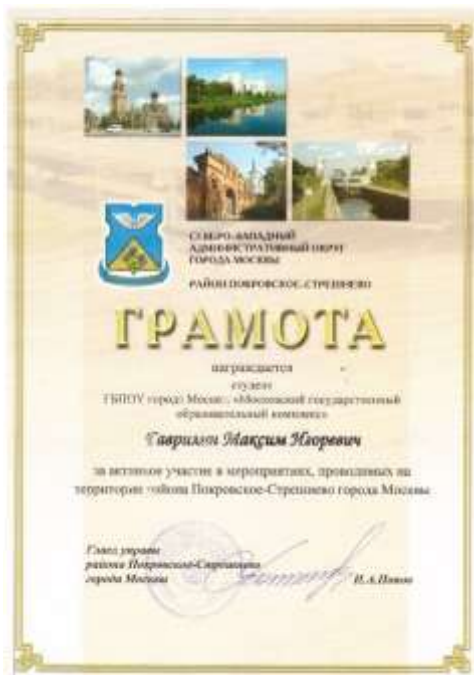 СЕВЕРО-ЗАПАДНЫЙ
АДМИНИСТРАТИВНЫЙ ОКРУГ
ГОРОДА МОСКВЫ
РАЙОН ПОКРОВСКОЕ-СТРЕШНЕВО
ГРАМОТА
награждается
студент
ГБПОУ города Москвы «Московский государственный
образовательный комплекс»
Гаврилин Максим Игоревич
за активное участие в мероприятиях, проводимых на
территории района Покровское-Стрешнево города Москвы
Глава управы
района Покровское-Стрешнево
города Москвы
П.А.Попов